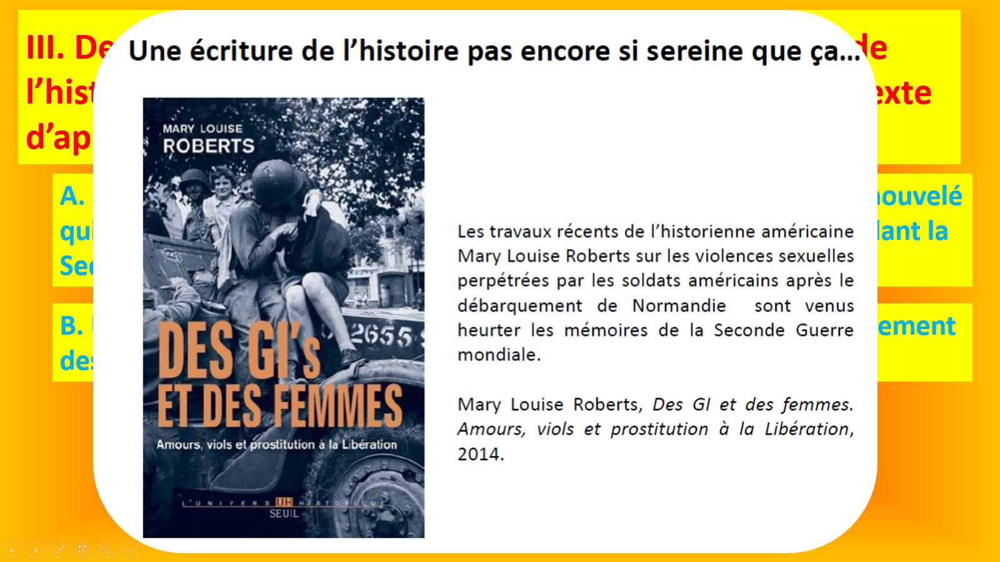 Une écriture de l’histoire pas encore si sereine que ça...
III. De
de
l’hist
exte
d’ap
A.
nouvelé
qui
dant la
Sec
B.
ement
des
MARY LOUISE
ROBERTS
2655
DES GI’s
ET DES FEMMES
Amours, viols et prostitution à la Libération
L'UNIVERS UH HISTORIQUE
SEUIL
Les travaux récents de l’historienne américaine
Mary Louise Roberts sur les violences sexuelles
perpétrées par les soldats américains après le
débarquement de Normandie sont venus
heurter les mémoires de la Seconde Guerre
mondiale.
Mary Louise Roberts, Des GI et des femmes.
Amours, viols et prostitution à la Libération,
2014.